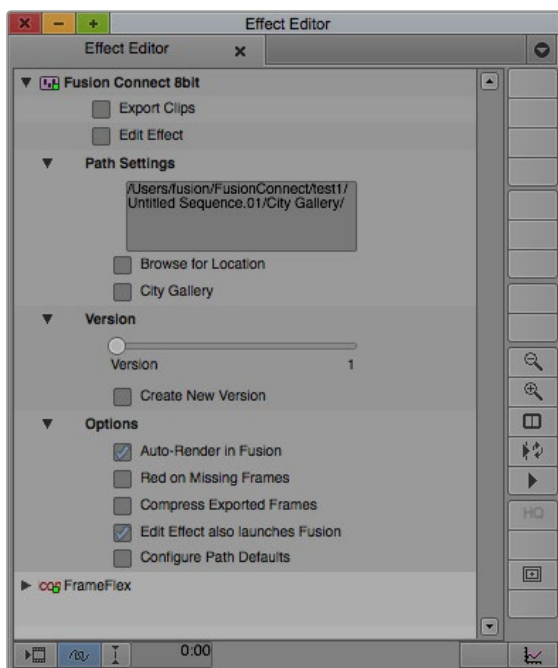 Effect Editor
Effect Editor
Fusion Connect 8bit
Export Clips
Edit Effect
Path Settings
/Users/fusion/FusionConnect/test1/
Untitled Sequence.01/City Gallery/
Browse for Location
City Gallery
Version
Version 1
Create New Version
Options
Auto-Render in Fusion
Red on Missing Frames
Compress Exported Frames
Edit Effect also launches Fusion
Configure Path Defaults
FrameFlex
HQ
0:00